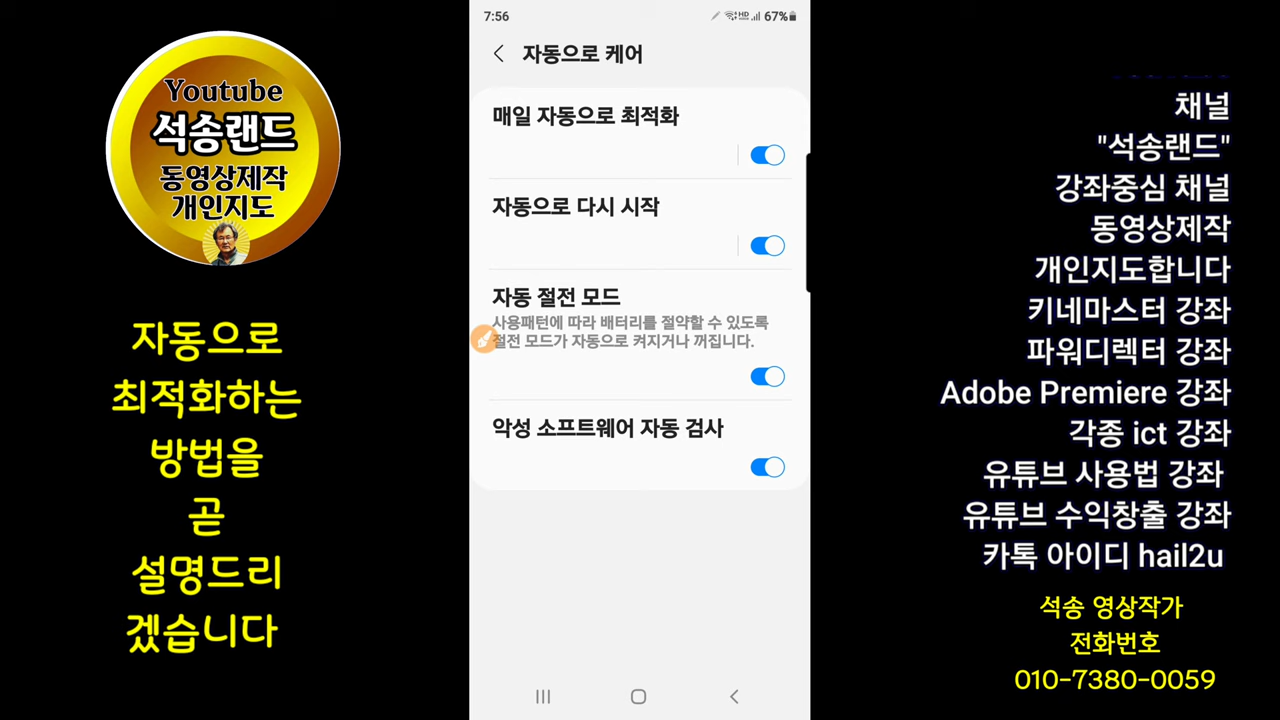 Youtube
석송랜드
동영상제작
개인지도
자동으로
최적화하는
방법을
곧
설명드리
겠습니다
7:56
67%
자동으로 케어
매일 자동으로 최적화
자동으로 다시 시작
자동 절전 모드
사용패턴에 따라 배터리를 절약할 수 있도록
절전 모드가 자동으로 켜지거나 꺼집니다.
악성 소프트웨어 자동 검사
채널
"석송랜드"
강좌중심 채널
동영상제작
개인지도합니다
키네마스터 강좌
파워디렉터 강좌
Adobe Premiere 강좌
각종 ict 강좌
유튜브 사용법 강좌
유튜브 수익창출 강좌
카톡 아이디 hail2u
석송 영상작가
전화번호
010-7380-0059